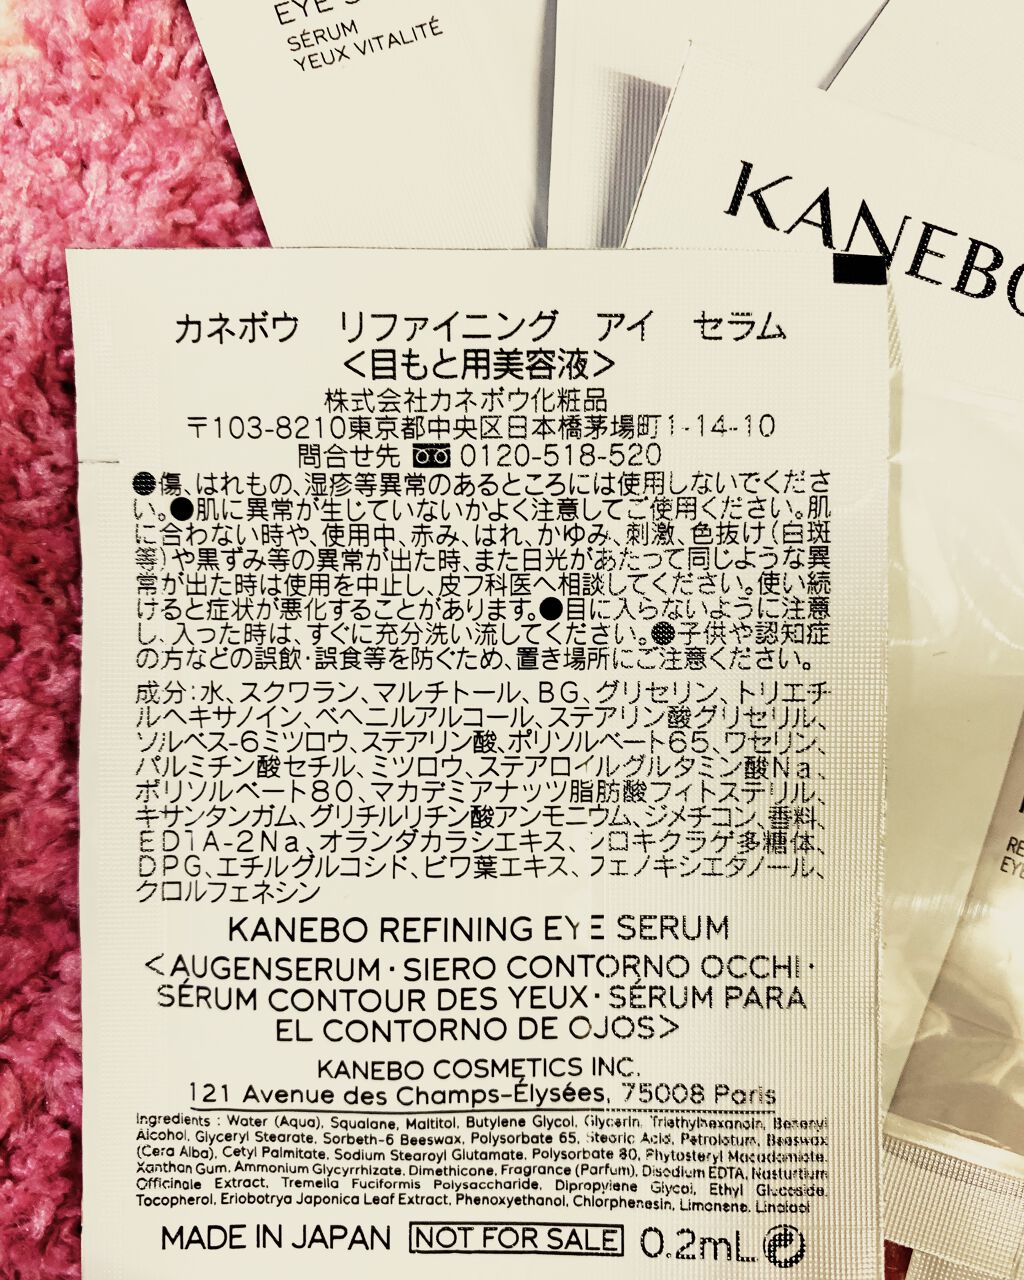 EYE S
SÉRUM
YEUX VITALITÉ
KANEBO
カネボウ リファイニング アイ セラム
<目もと用美容液>
株式会社カネボウ化粧品
〒103-8210東京都中央区日本橋茅場町1-14-10
問合せ先 0120-518-520
●傷、はれもの、湿疹等異常のあるところには使用しないでくださ
い。●肌に異常が生じていないかよく注意してご使用ください。肌
に合わない時や、使用中、赤み、はれ、かゆみ、刺激、色抜け(白斑
等)や黒ずみ等の異常が出た時、また日光があたって同じような異
常が出た時は使用を中止し、皮フ科医へ相談してください。使い続
けると症状が悪化することがあります。●目に入らないように注意
し、入った時は、すぐに充分洗い流してください。●子供や認知症
の方などの誤飲・誤食等を防ぐため、置き場所にご注意ください。
成分:水、スクワラン、マルチトール、BG、グリセリン、トリエチ
ルヘキサノイン、ベヘニルアルコール、ステアリン酸グリセリル、
ソルベス-6ミツロウ、ステアリン酸、ポリソルベート65、ワセリン、
パルミチン酸セチル、ミツロウ、ステアロイルグルタミン酸Na、
ポリソルベート80、マカデミアナッツ脂肪酸フィトステリル、
キサンタンガム、グリチルリチン酸アンモニウム、ジメチコン、香料、
EDTA-2Na、オランダカラシエキス、シロキクラゲ多糖体、
DPG、エチルグルコシド、ビワ葉エキス、フェノキシエタノール、
クロルフェネシン
KANEBO REFINING EYE SERUM
<AUGENSERUM・SIERO CONTORNO OCCHI・
SÉRUM CONTOUR DES YEUX・SÉRUM PARA
EL CONTORNO DE OJOS>
KANEBO COSMETICS INC.
121 Avenue des Champs-Élysées, 75008 Paris
Ingredients : Water (Aqua), Squalane, Maltitol, Butylene Glycol, Glycerin, Triethylhexanoin, Behenyl
Alcohol, Glyceryl Stearate, Sorbeth-6 Beeswax, Polysorbate 65, Stearic Acid, Petrolatum, Beeswax
(Cera Alba), Cetyl Palmitate, Sodium Stearoyl Glutamate, Polysorbate 80, Phytosteryl Macadamiate,
Xanthan Gum, Ammonium Glycyrrhizate, Dimethicone, Fragrance (Parfum), Disodium EDTA, Nasturtium
Officinale Extract, Tremella Fuciformis Polysaccharide, Dipropylene Glycol, Ethyl Glucoside,
Tocopherol, Eriobotrya Japonica Leaf Extract, Phenoxyethanol, Chlorphenesin, Limonene, Linalool
MADE IN JAPAN NOT FOR SALE 0.2mL